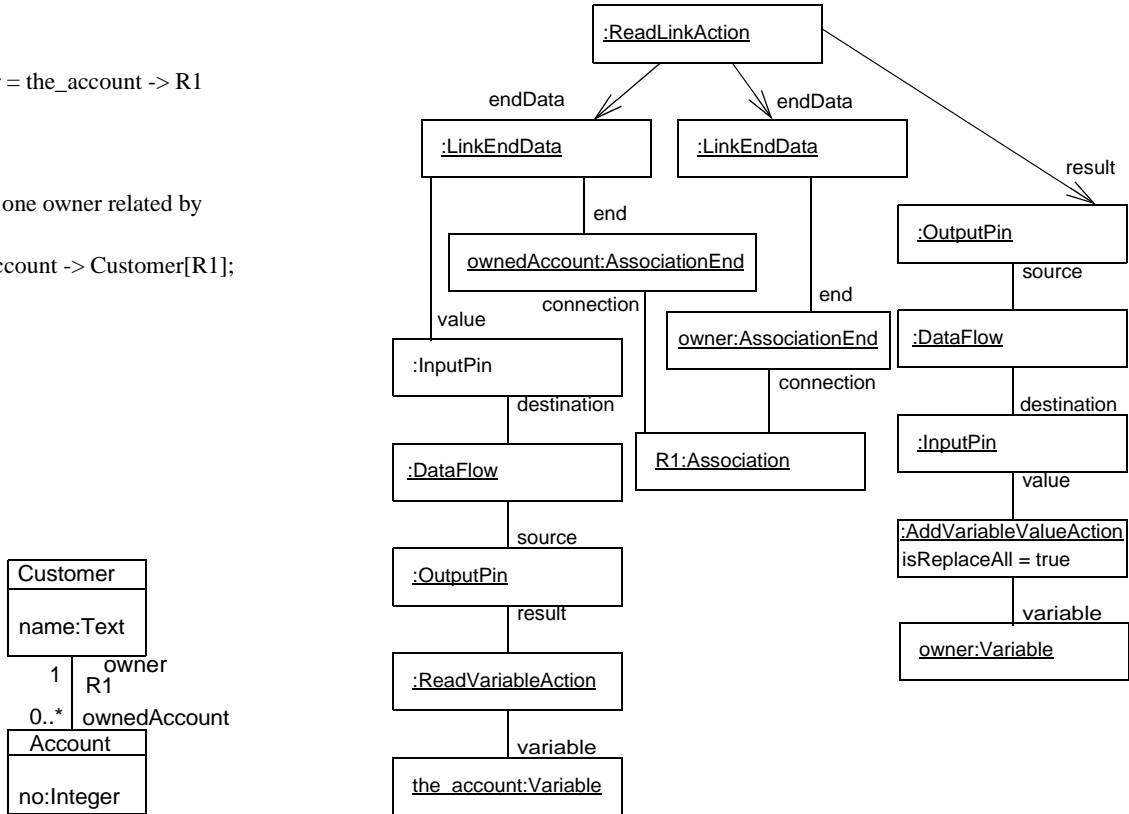 :ReadLinkAction
= the_account -> R1
endData
endData
:LinkEndData
:LinkEndData
result
one owner related by
end
:OutputPin
ownedAccount:AssociationEnd
-> Customer[R1];
source
connection
end
value
owner:AssociationEnd
:DataFlow
:InputPin
connection
destination
destination
:InputPin
:DataFlow
R1:Association
value
source
:AddVariableValueAction
isReplaceAll = true
Customer
:OutputPin
result
variable
name:Text
owner:Variable
owner
1
R1
:ReadVariableAction
0..*
ownedAccount
Account
variable
no:Integer
the_account:Variable